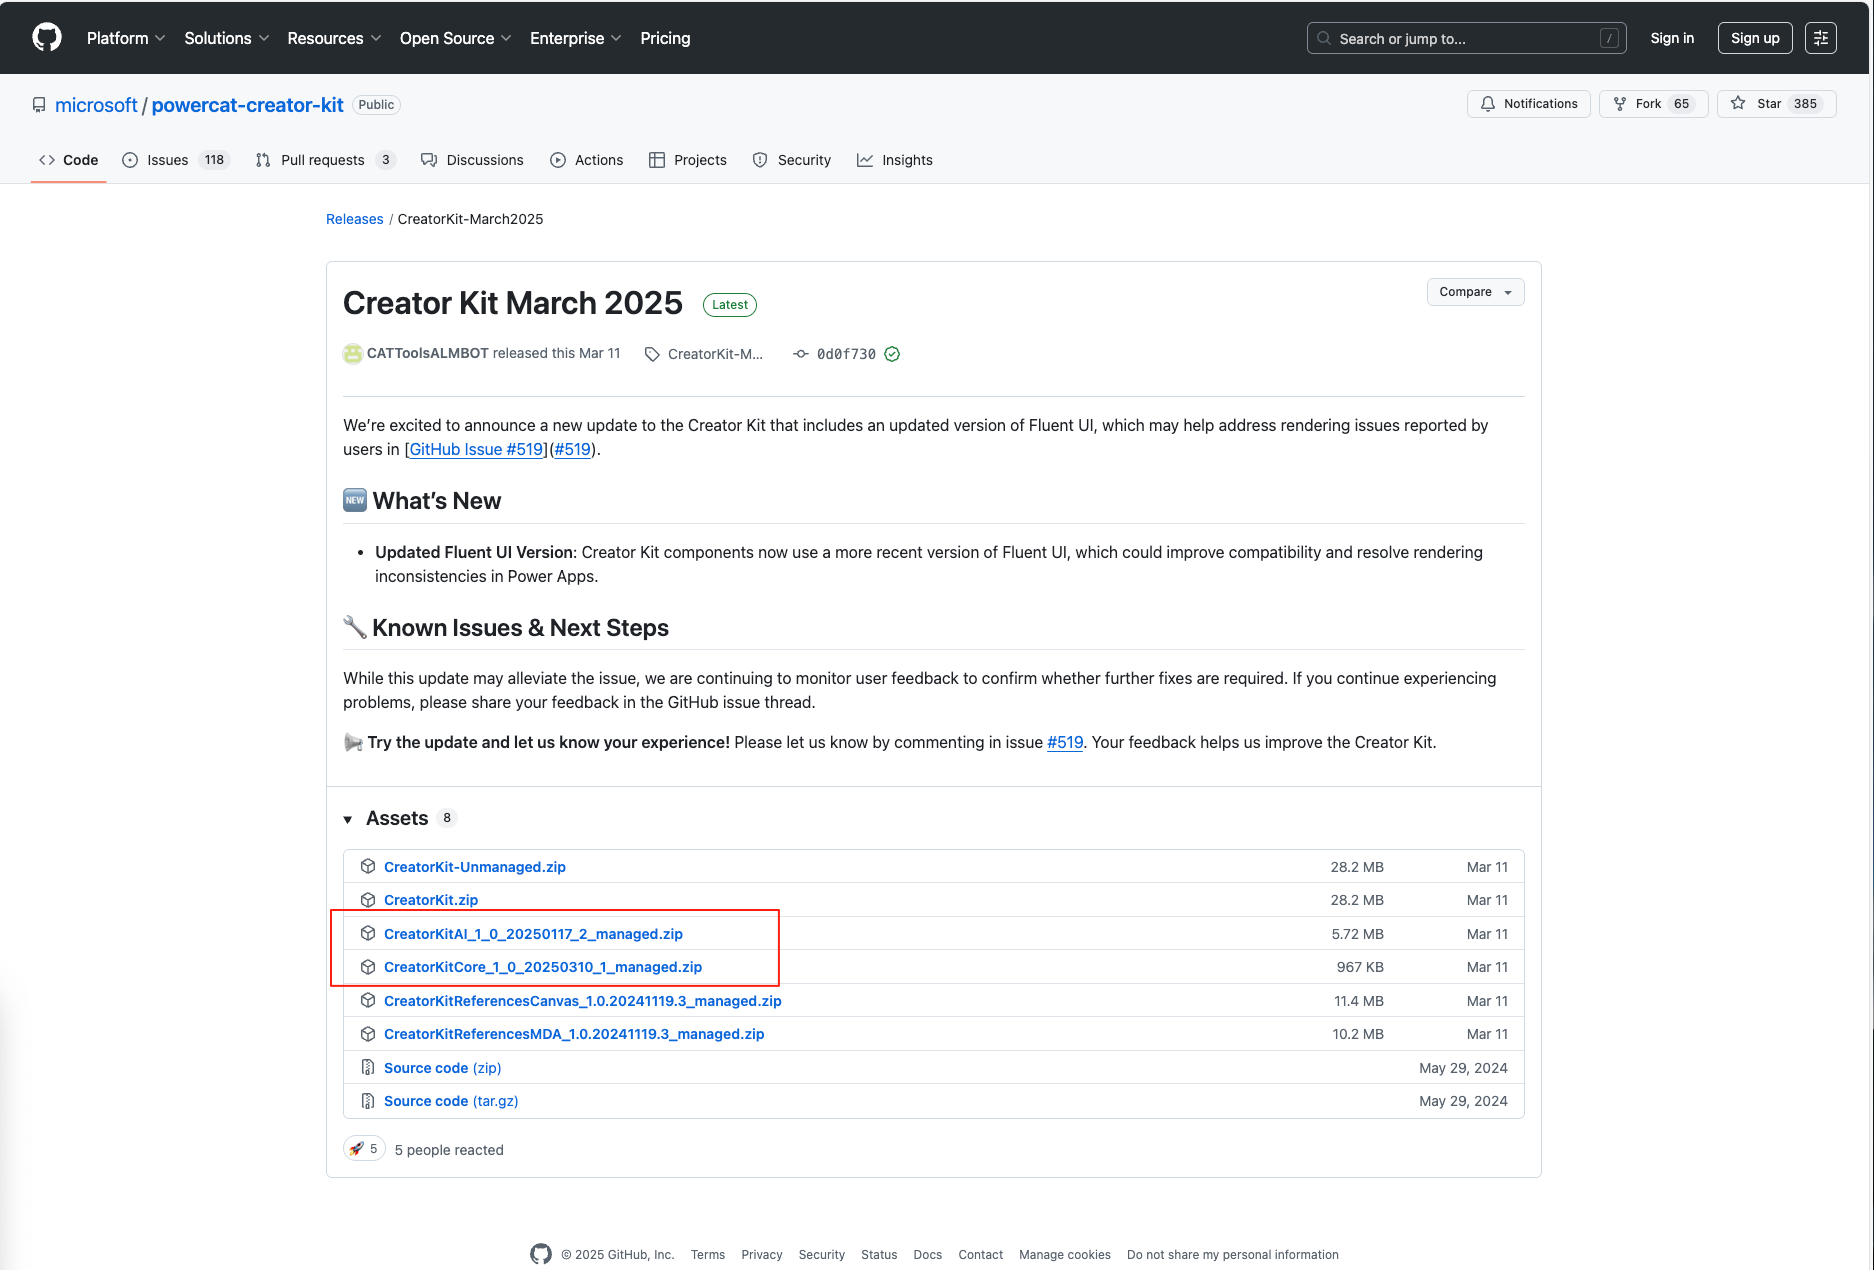 Platform Solutions Resources Open Source Enterprise Pricing Search or jump to... / Sign in Sign up
microsoft / powercat-creator-kit Public Notifications Fork 65 Star 385
Code Issues 118 Pull requests 3 Discussions Actions Projects Security Insights
Releases / CreatorKit-March2025
Creator Kit March 2025 Latest Compare
CATToolsALMBOT released this Mar 11 CreatorKit-M... 0d0f730
We’re excited to announce a new update to the Creator Kit that includes an updated version of Fluent UI, which may help address rendering issues reported by
users in [GitHub Issue #519](#519).
NEW What’s New
• Updated Fluent UI Version: Creator Kit components now use a more recent version of Fluent UI, which could improve compatibility and resolve rendering
inconsistencies in Power Apps.
Known Issues & Next Steps
While this update may alleviate the issue, we are continuing to monitor user feedback to confirm whether further fixes are required. If you continue experiencing
problems, please share your feedback in the GitHub issue thread.
Try the update and let us know your experience! Please let us know by commenting in issue #519. Your feedback helps us improve the Creator Kit.
Assets 8
CreatorKit-Unmanaged.zip 28.2 MB Mar 11
CreatorKit.zip 28.2 MB Mar 11
CreatorKitAI_1_0_20250117_2_managed.zip 5.72 MB Mar 11
CreatorKitCore_1_0_20250310_1_managed.zip 967 KB Mar 11
CreatorKitReferencesCanvas_1.0.20241119.3_managed.zip 11.4 MB Mar 11
CreatorKitReferencesMDA_1.0.20241119.3_managed.zip 10.2 MB Mar 11
Source code (zip) May 29, 2024
Source code (tar.gz) May 29, 2024
5 5 people reacted
© 2025 GitHub, Inc. Terms Privacy Security Status Docs Contact Manage cookies Do not share my personal information